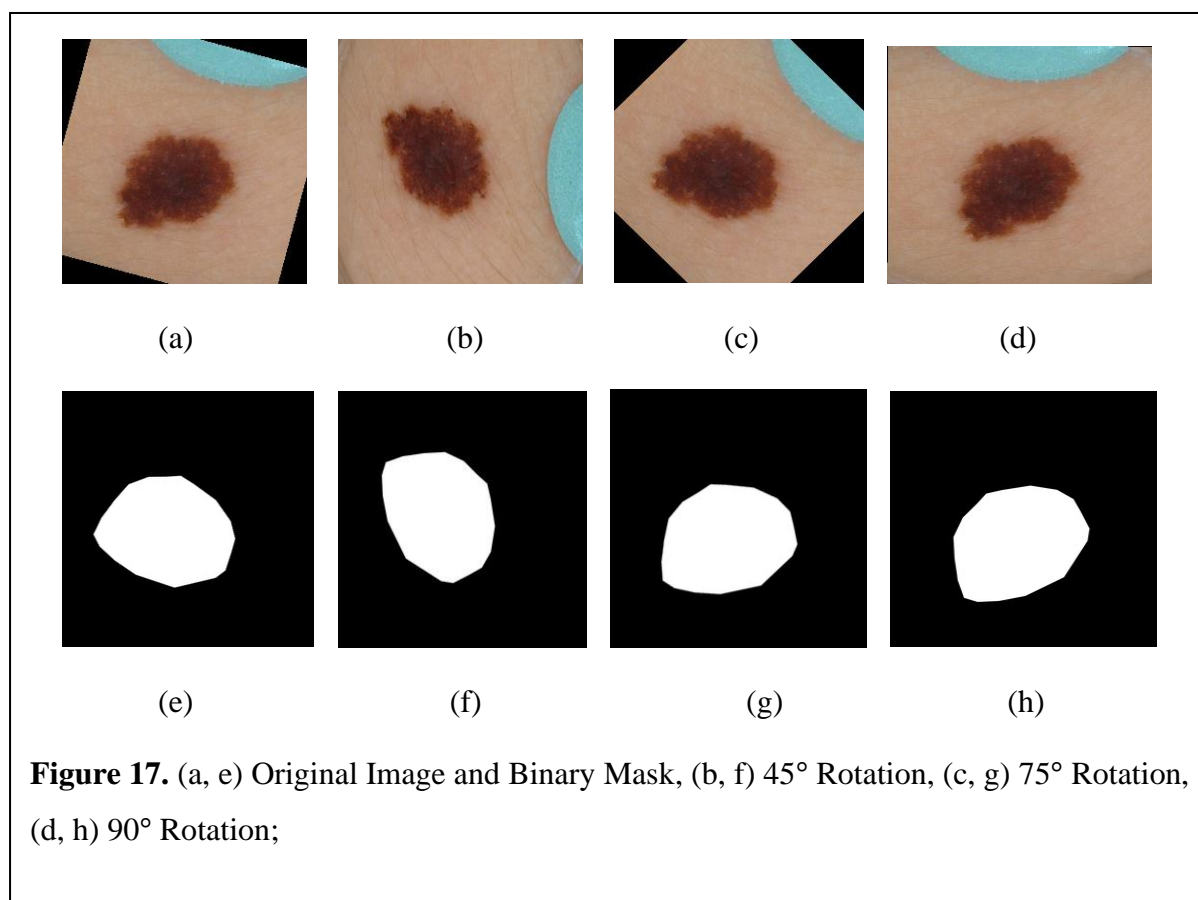 (a) (b) (c) (d)
(e) (f) (g) (h)
Figure 17. (a, e) Original Image and Binary Mask, (b, f) 45° Rotation, (c, g) 75° Rotation,
(d, h) 90° Rotation;